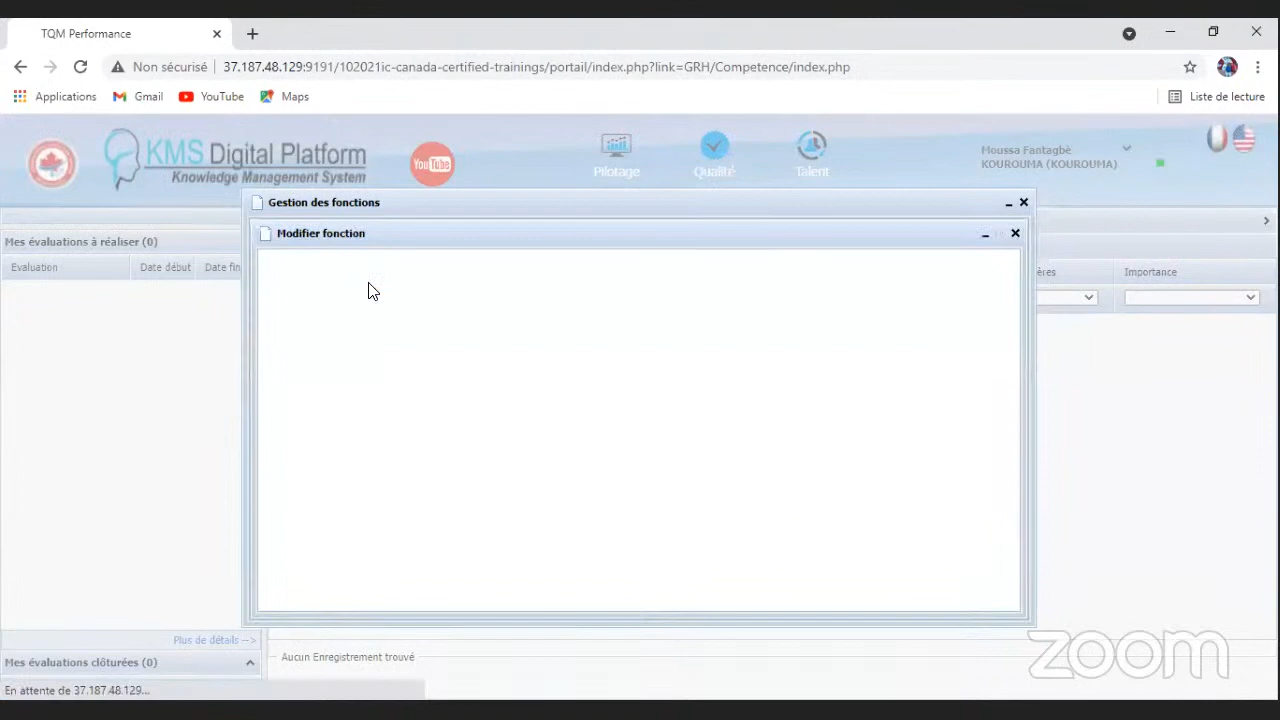 TQM Performance
Non sécurisé
37.187.48.129:9191/102021ic-canada-certified-trainings/portail/index.php?link=GRH/Competence/index.php
Applications
Gmail
YouTube
Maps
Liste de lecture
KMS Digital Platform
Knowledge Management System
YouTube
Pilotage
Qualité
Talent
Moussa Fantagbè
KOUROUMA (KOUROUMA)
Gestion des fonctions
Modifier fonction
Mes évaluations à réaliser (0)
Evaluation
Date début
Date fin
ères
Importance
Plus de détails -->
Mes évaluations clôturées (0)
Aucun Enregistrement trouvé
En attente de 37.187.48.129...
zoom